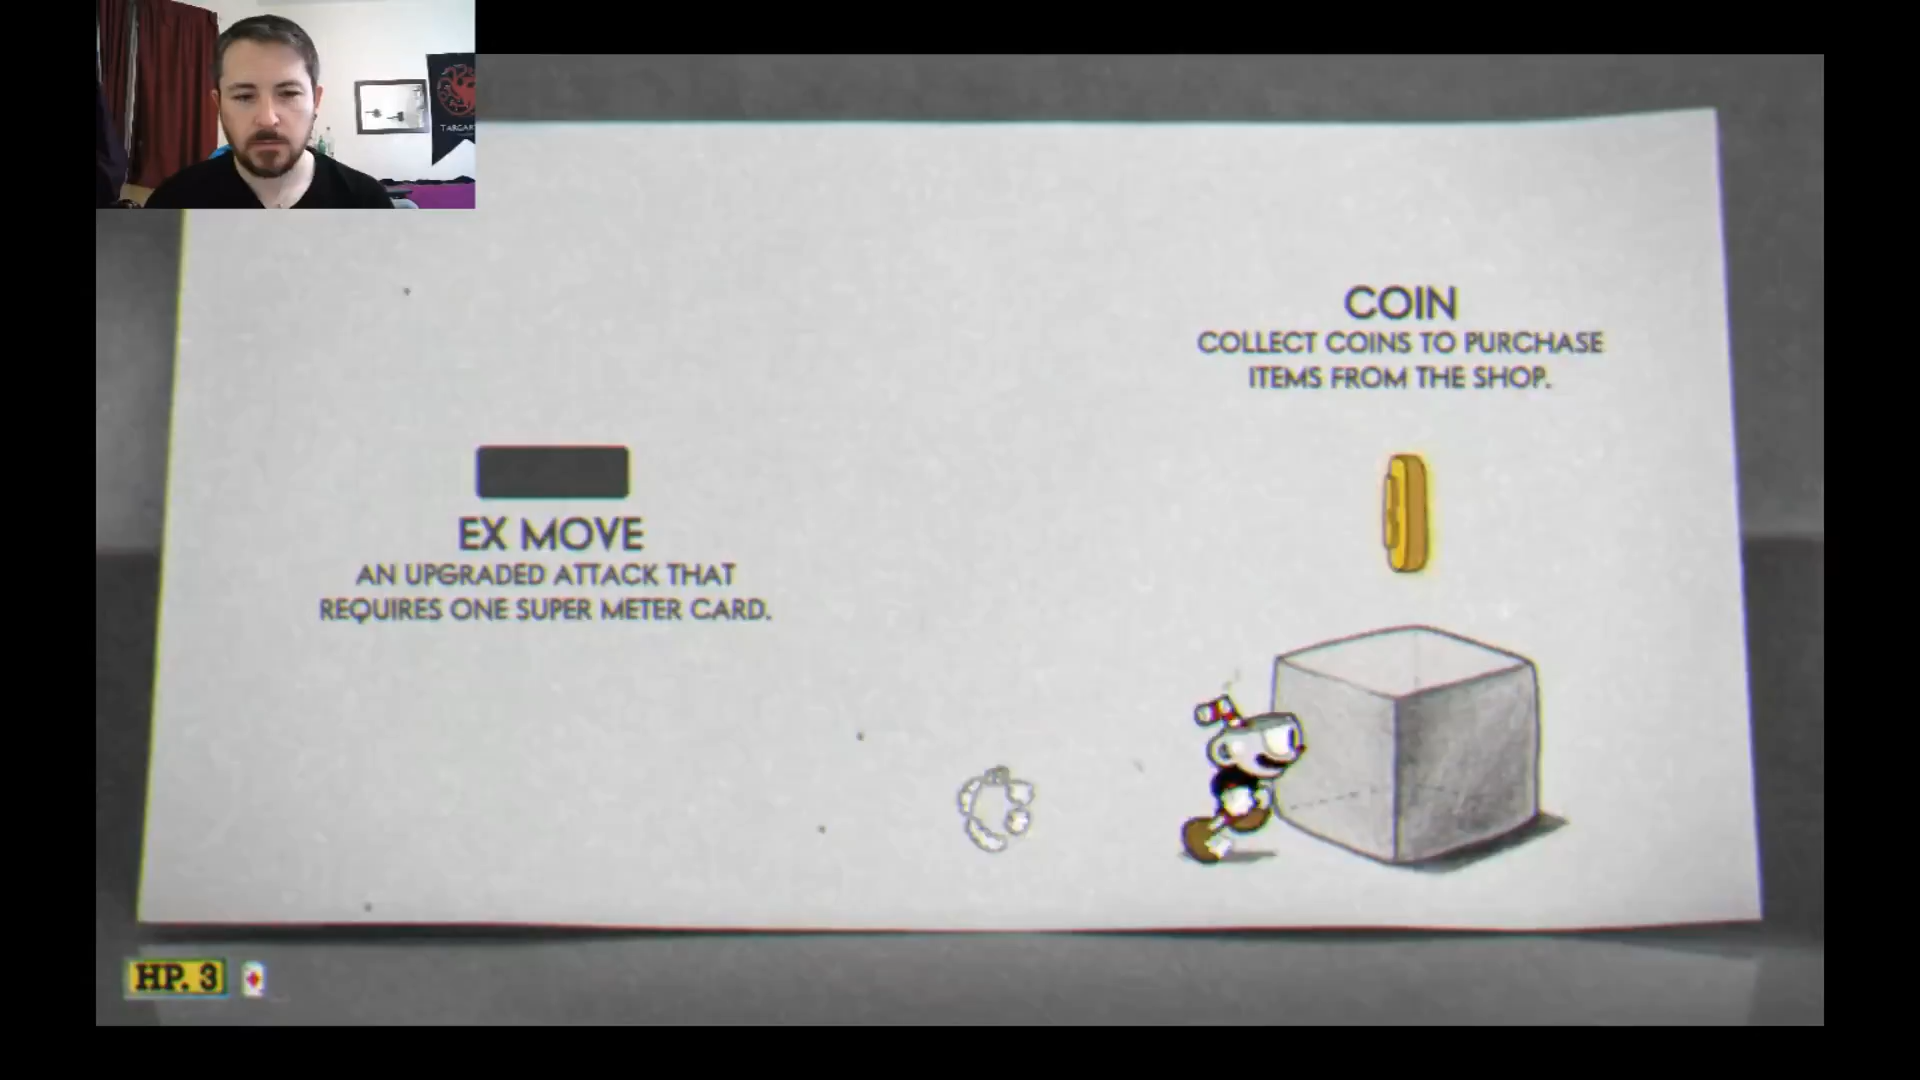 COIN
COLLECT COINS TO PURCHASE
ITEMS FROM THE SHOP.
EX MOVE
AN UPGRADED ATTACK THAT
REQUIRES ONE SUPER METER CARD.
HP. 3